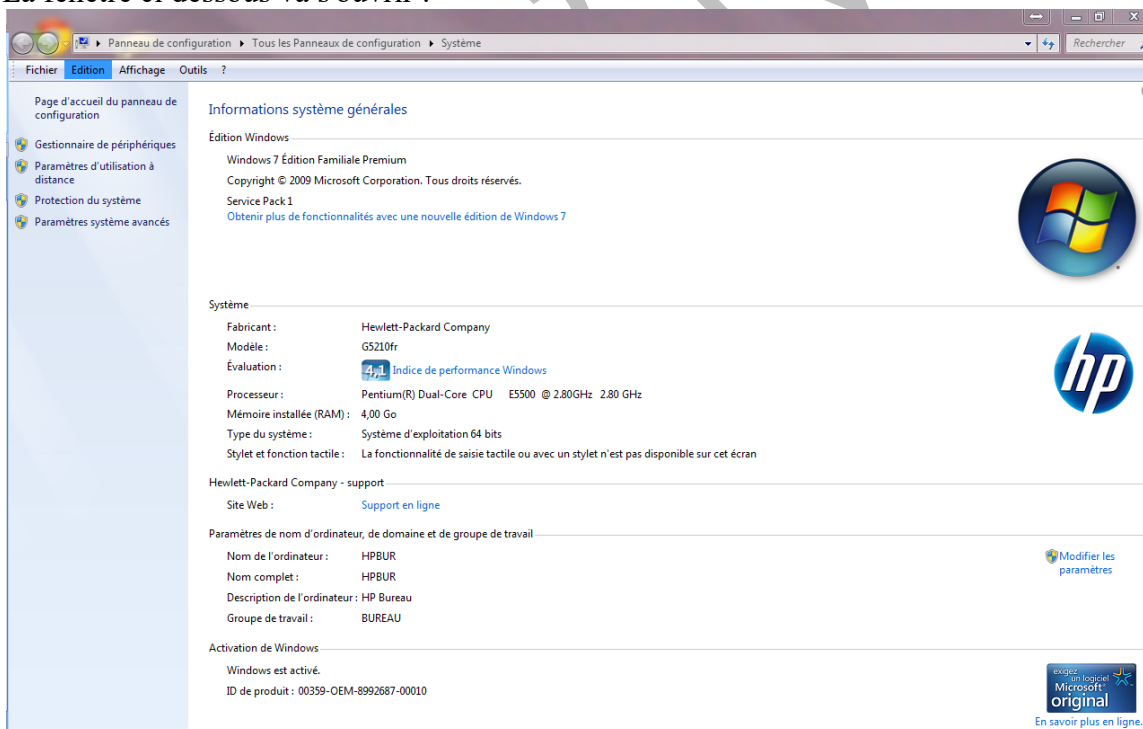 La fenêtre ci dessous va s'ouvrir :
Panneau de configuration ▸ Tous les Panneaux de configuration ▸ Système
Rechercher
Fichier Edition Affichage Outils ?
Page d'accueil du panneau de
configuration
Gestionnaire de périphériques
Paramètres d'utilisation à
distance
Protection du système
Paramètres système avancés
Informations système générales
Édition Windows
Windows 7 Édition Familiale Premium
Copyright © 2009 Microsoft Corporation. Tous droits réservés.
Service Pack 1
Obtenir plus de fonctionnalités avec une nouvelle édition de Windows 7
Système
Fabricant : Hewlett-Packard Company
Modèle : G5210fr
Évaluation : 4,1 Indice de performance Windows
Processeur : Pentium(R) Dual-Core CPU E5500 @ 2.80GHz 2.80 GHz
Mémoire installée (RAM) : 4,00 Go
Type du système : Système d'exploitation 64 bits
Stylet et fonction tactile : La fonctionnalité de saisie tactile ou avec un stylet n'est pas disponible sur cet écran
hp
Hewlett-Packard Company - support
Site Web : Support en ligne
Paramètres de nom d'ordinateur, de domaine et de groupe de travail
Nom de l'ordinateur : HPBUR
Nom complet : HPBUR
Description de l'ordinateur : HP Bureau
Groupe de travail : BUREAU
Modifier les
paramètres
Activation de Windows
Windows est activé.
ID de produit : 00359-OEM-8992687-00010
exigez
un logiciel
Microsoft
original
En savoir plus en ligne.